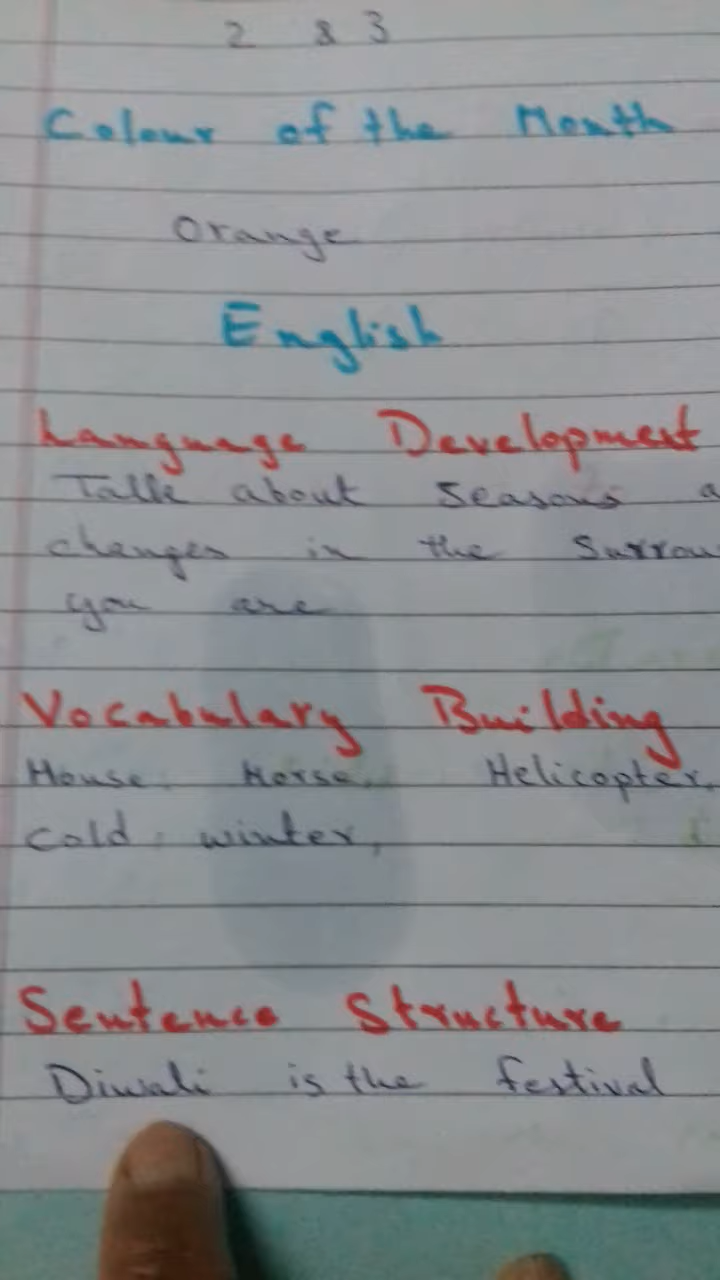 2 & 3
Colour of the Month
Orange
English
Language Development
Talk about Seasons a
changes in the Surrou
you are
Vocabulary Building
House. Horse. Helicopter,
Cold. winter,
Sentence Structure
Diwali is the festival